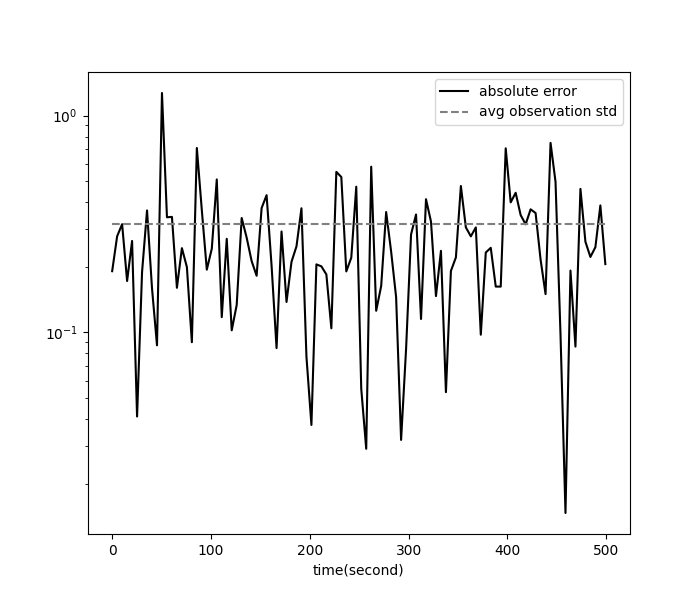 absolute error
avg observation std
10⁰
10⁻¹
0 100 200 300 400 500
time(second)